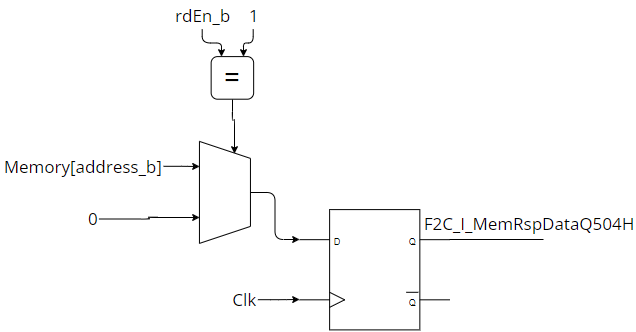 rdEn_b 1
=
Memory[address_b]
0
F2C_I_MemRspDataQ504H
D Q
Clk
Q